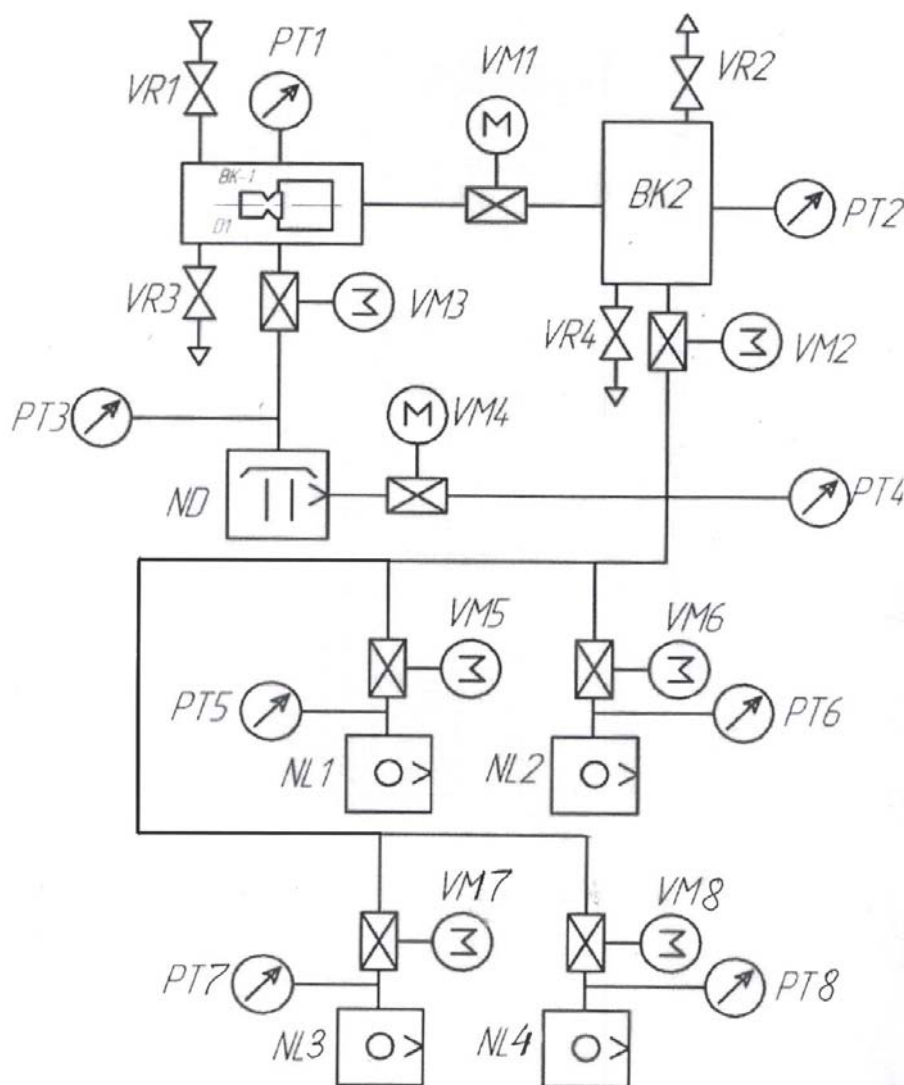 PT1
VM1
VR1
VR2
BK-1
D1
BK2
PT2
VR3
VM3
VR4
VM2
PT3
VM4
ND
PT4
VM5
VM6
PT5
PT6
NL1
NL2
VM7
VM8
PT7
PT8
NL3
NL4